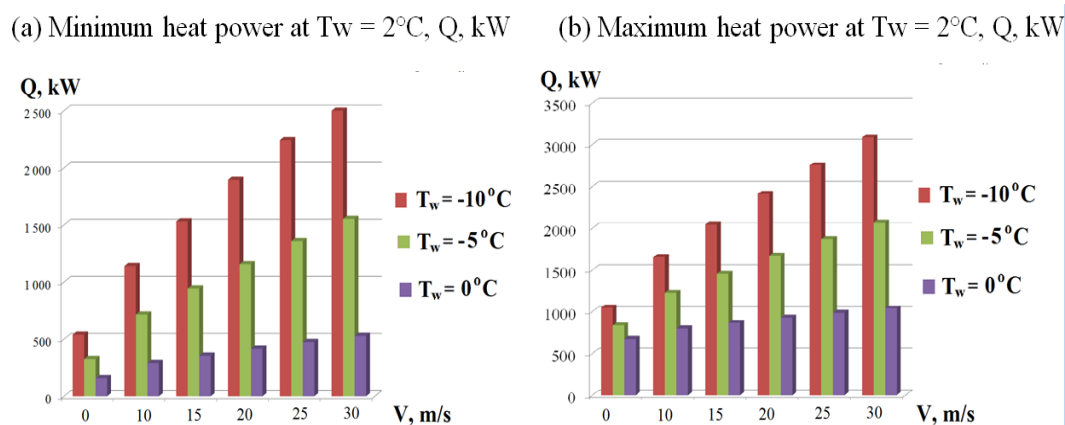 (a) Minimum heat power at Tw = 2°C, Q, kW
Q, kW
2 500
2 000
1 500
1 000
500
0
0 10 15 20 25 30 V, m/s
Tw = -10°C
Tw = -5°C
Tw = 0°C
(b) Maximum heat power at Tw = 2°C, Q, kW
Q, kW
3500
3000
2500
2000
1500
1000
500
0
0 10 15 20 25 30 V, m/s
Tw = -10°C
Tw = -5°C
Tw = 0°C